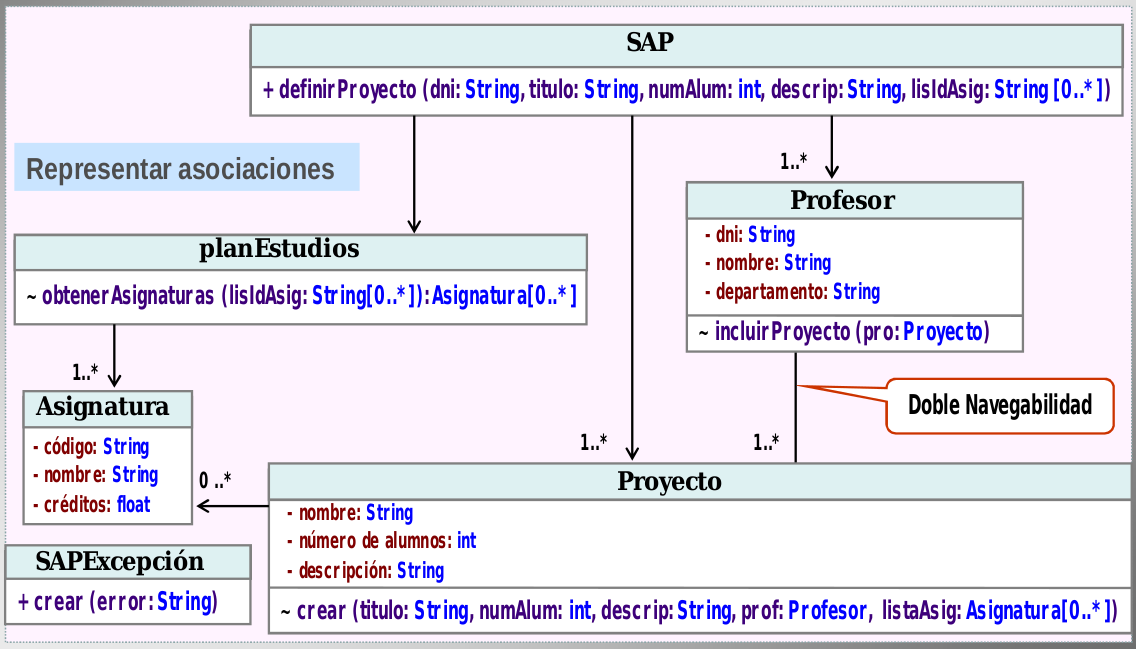 SAP
+ definirProyecto (dni: String, titulo: String, numAlum: int, descrip: String, lisIdAsig: String [0..*])
Representar asociaciones
1..*
Profesor
- dni: String
- nombre: String
- departamento: String
~ incluirProyecto (pro: Proyecto)
planEstudios
~ obtenerAsignaturas (lisIdAsig: String[0..*]):Asignatura[0..*]
1..*
Asignatura
- código: String
- nombre: String
- créditos: float
Doble Navegabilidad
1..*
1..*
0 ..*
Proyecto
- nombre: String
- número de alumnos: int
- descripción: String
~ crear (titulo: String, numAlum: int, descrip: String, prof: Profesor, listaAsig: Asignatura[0..*])
SAPExcepción
+ crear (error: String)